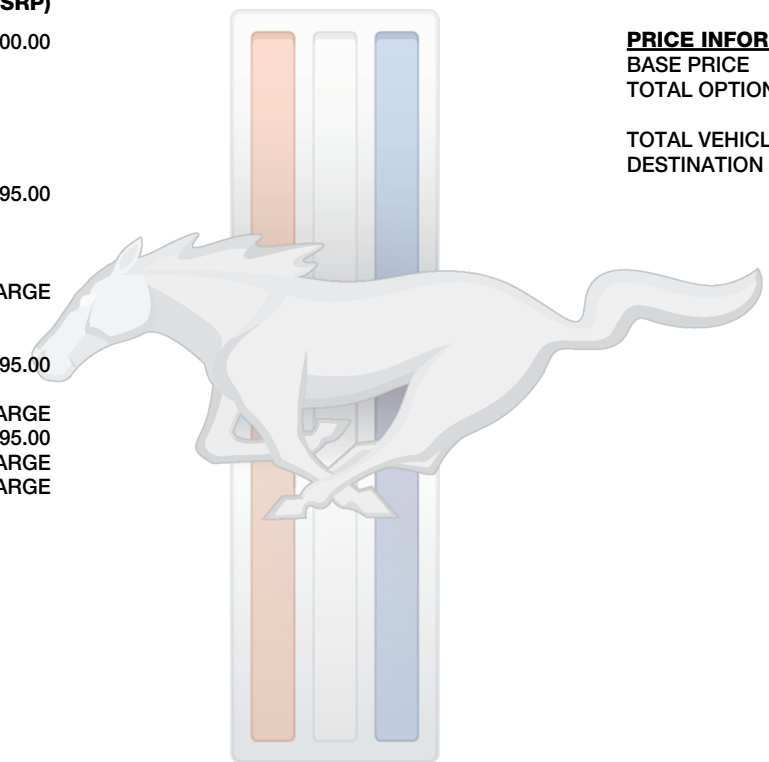 SRP)
00.00
95.00
ARGE
95.00
ARGE
95.00
ARGE
ARGE
PRICE INFOR
BASE PRICE
TOTAL OPTION
TOTAL VEHICL
DESTINATION